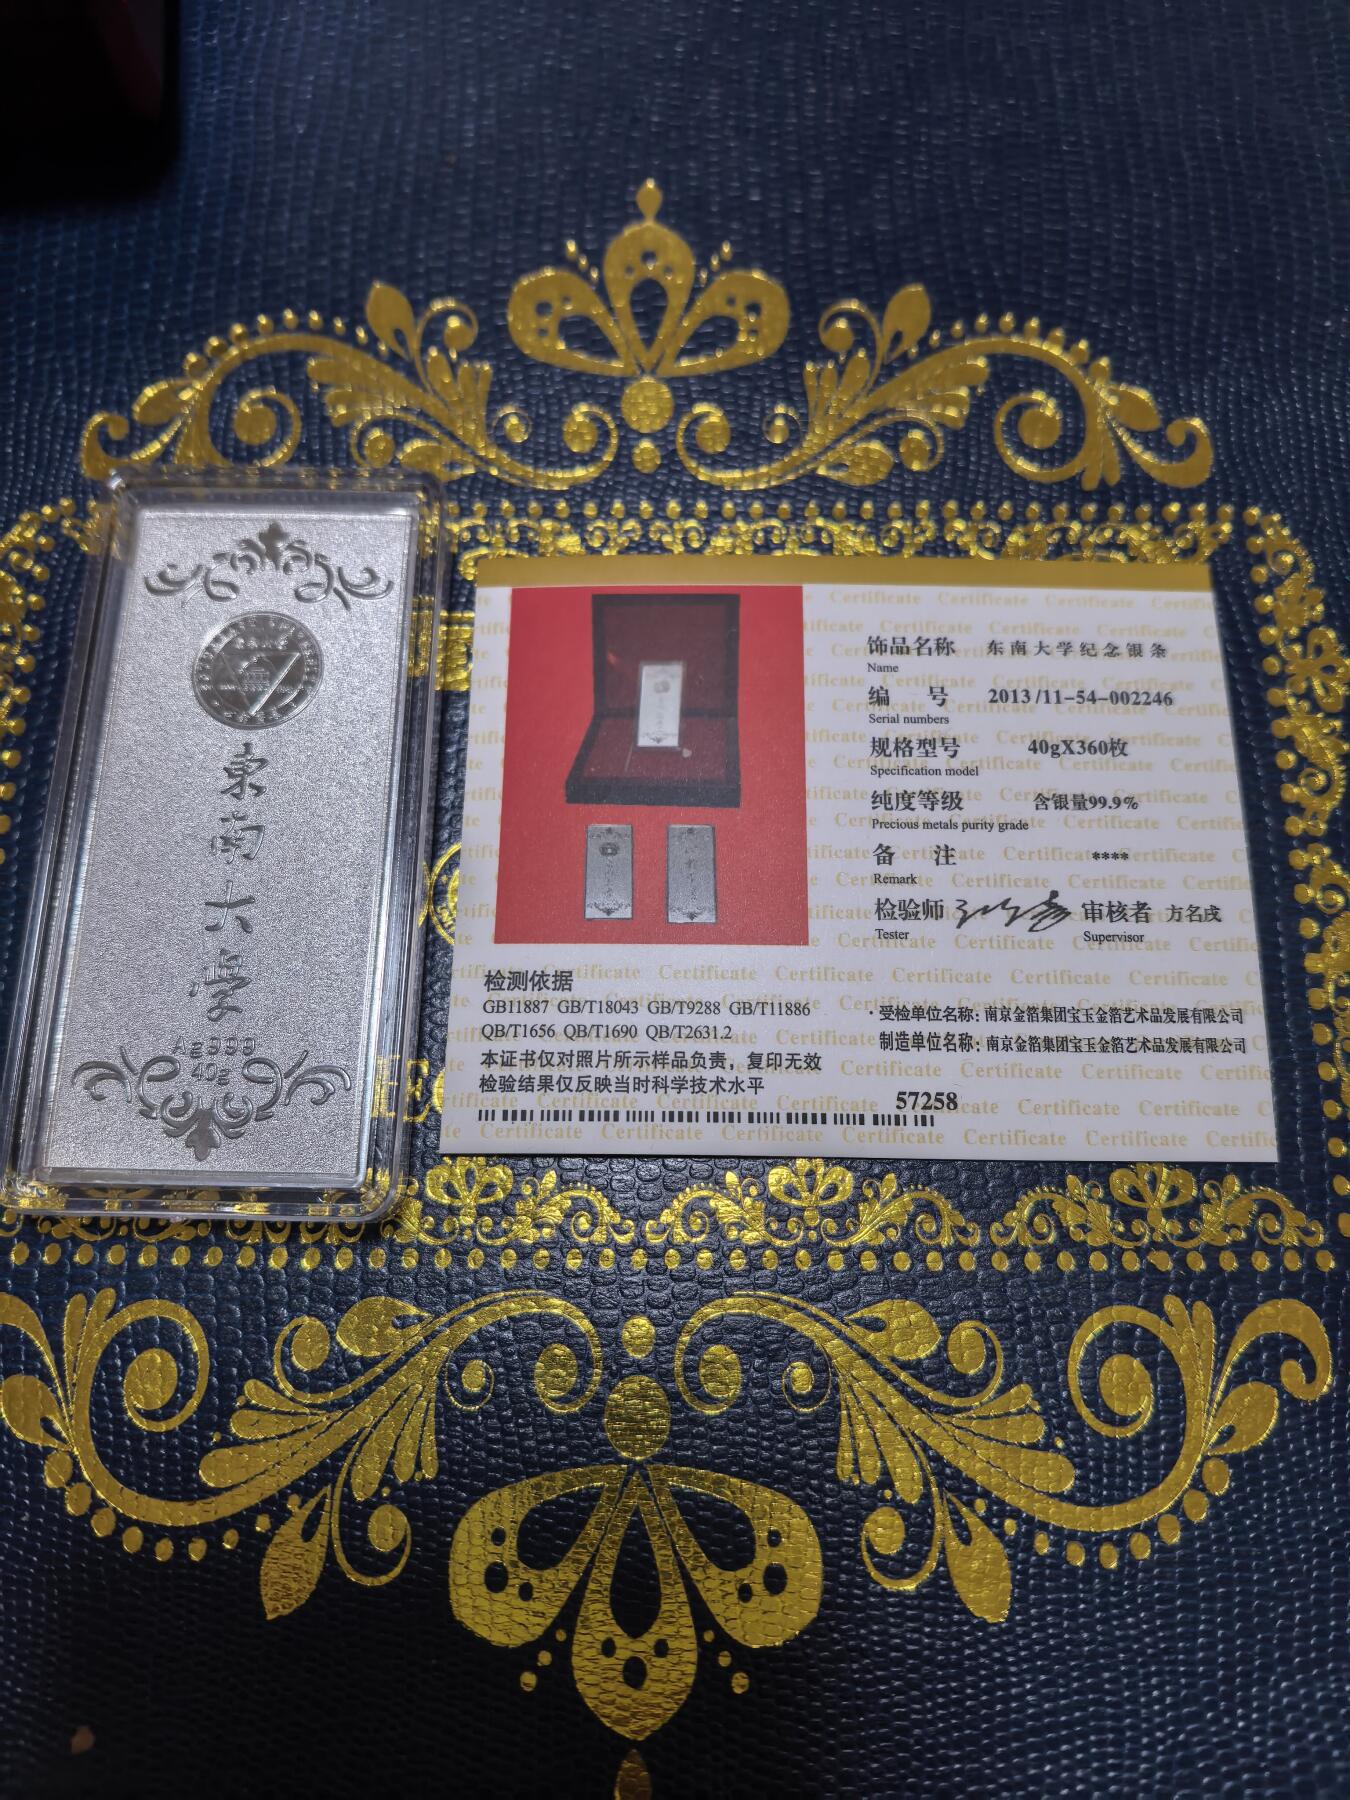 東
南
大
學
Ag999
40g
饰品名称 东南大学纪念银条
Name
编 号 2013/11-54-002246
Serial numbers
规格型号 40gX360枚
Specification model
纯度等级 含银量99.9%
Precious metals purity grade
备 注 ****
Remark
检验师 审核者 方名戌
Tester Supervisor
检测依据
GB11887 GB/T18043 GB/T9288 GB/T11886
QB/T1656 QB/T1690 QB/T2631.2
本证书仅对照片所示样品负责，复印无效
检验结果仅反映当时科学技术水平
·受检单位名称：南京金箔集团宝玉金箔艺术品发展有限公司
制造单位名称：南京金箔集团宝玉金箔艺术品发展有限公司
57258